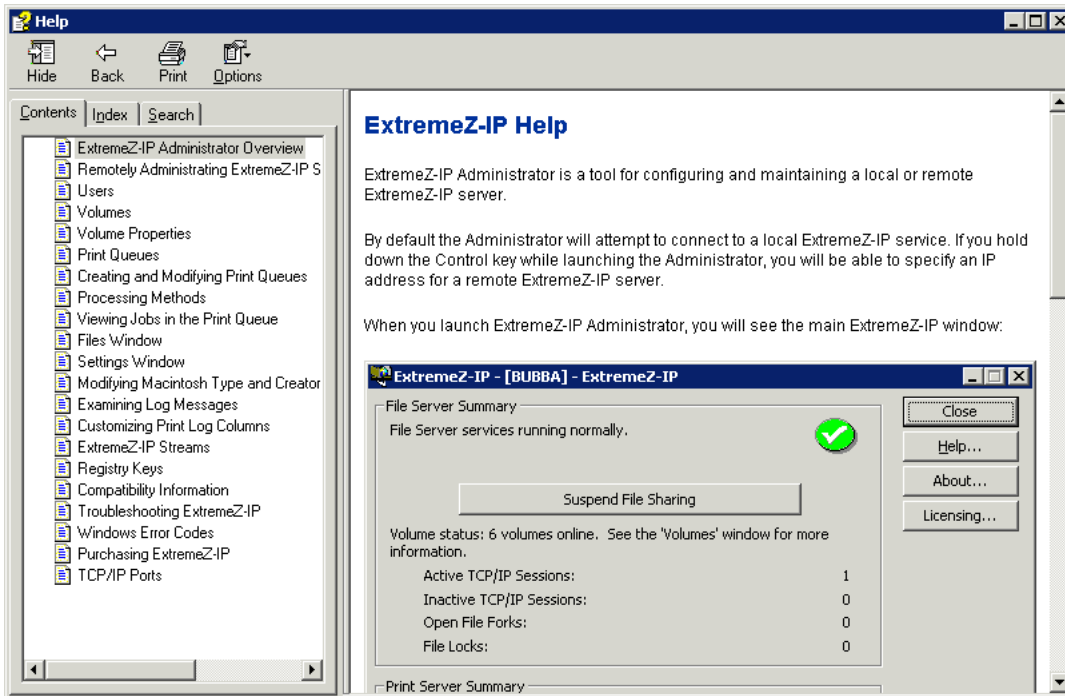 Help
Hide Back Print Options
Contents Index Search
ExtremeZ-IP Administrator Overview
Remotely Administrating ExtremeZ-IP S
Users
Volumes
Volume Properties
Print Queues
Creating and Modifying Print Queues
Processing Methods
Viewing Jobs in the Print Queue
Files Window
Settings Window
Modifying Macintosh Type and Creator
Examining Log Messages
Customizing Print Log Columns
ExtremeZ-IP Streams
Registry Keys
Compatibility Information
Troubleshooting ExtremeZ-IP
Windows Error Codes
Purchasing ExtremeZ-IP
TCP/IP Ports
ExtremeZ-IP Help
ExtremeZ-IP Administrator is a tool for configuring and maintaining a local or remote
ExtremeZ-IP server.
By default the Administrator will attempt to connect to a local ExtremeZ-IP service. If you hold
down the Control key while launching the Administrator, you will be able to specify an IP
address for a remote ExtremeZ-IP server.
When you launch ExtremeZ-IP Administrator, you will see the main ExtremeZ-IP window:
ExtremeZ-IP - [BUBBA] - ExtremeZ-IP
File Server Summary
File Server services running normally.
Suspend File Sharing
Volume status: 6 volumes online. See the 'Volumes' window for more
information.
Active TCP/IP Sessions: 1
Inactive TCP/IP Sessions: 0
Open File Forks: 0
File Locks: 0
Close
Help...
About...
Licensing...
Print Server Summary